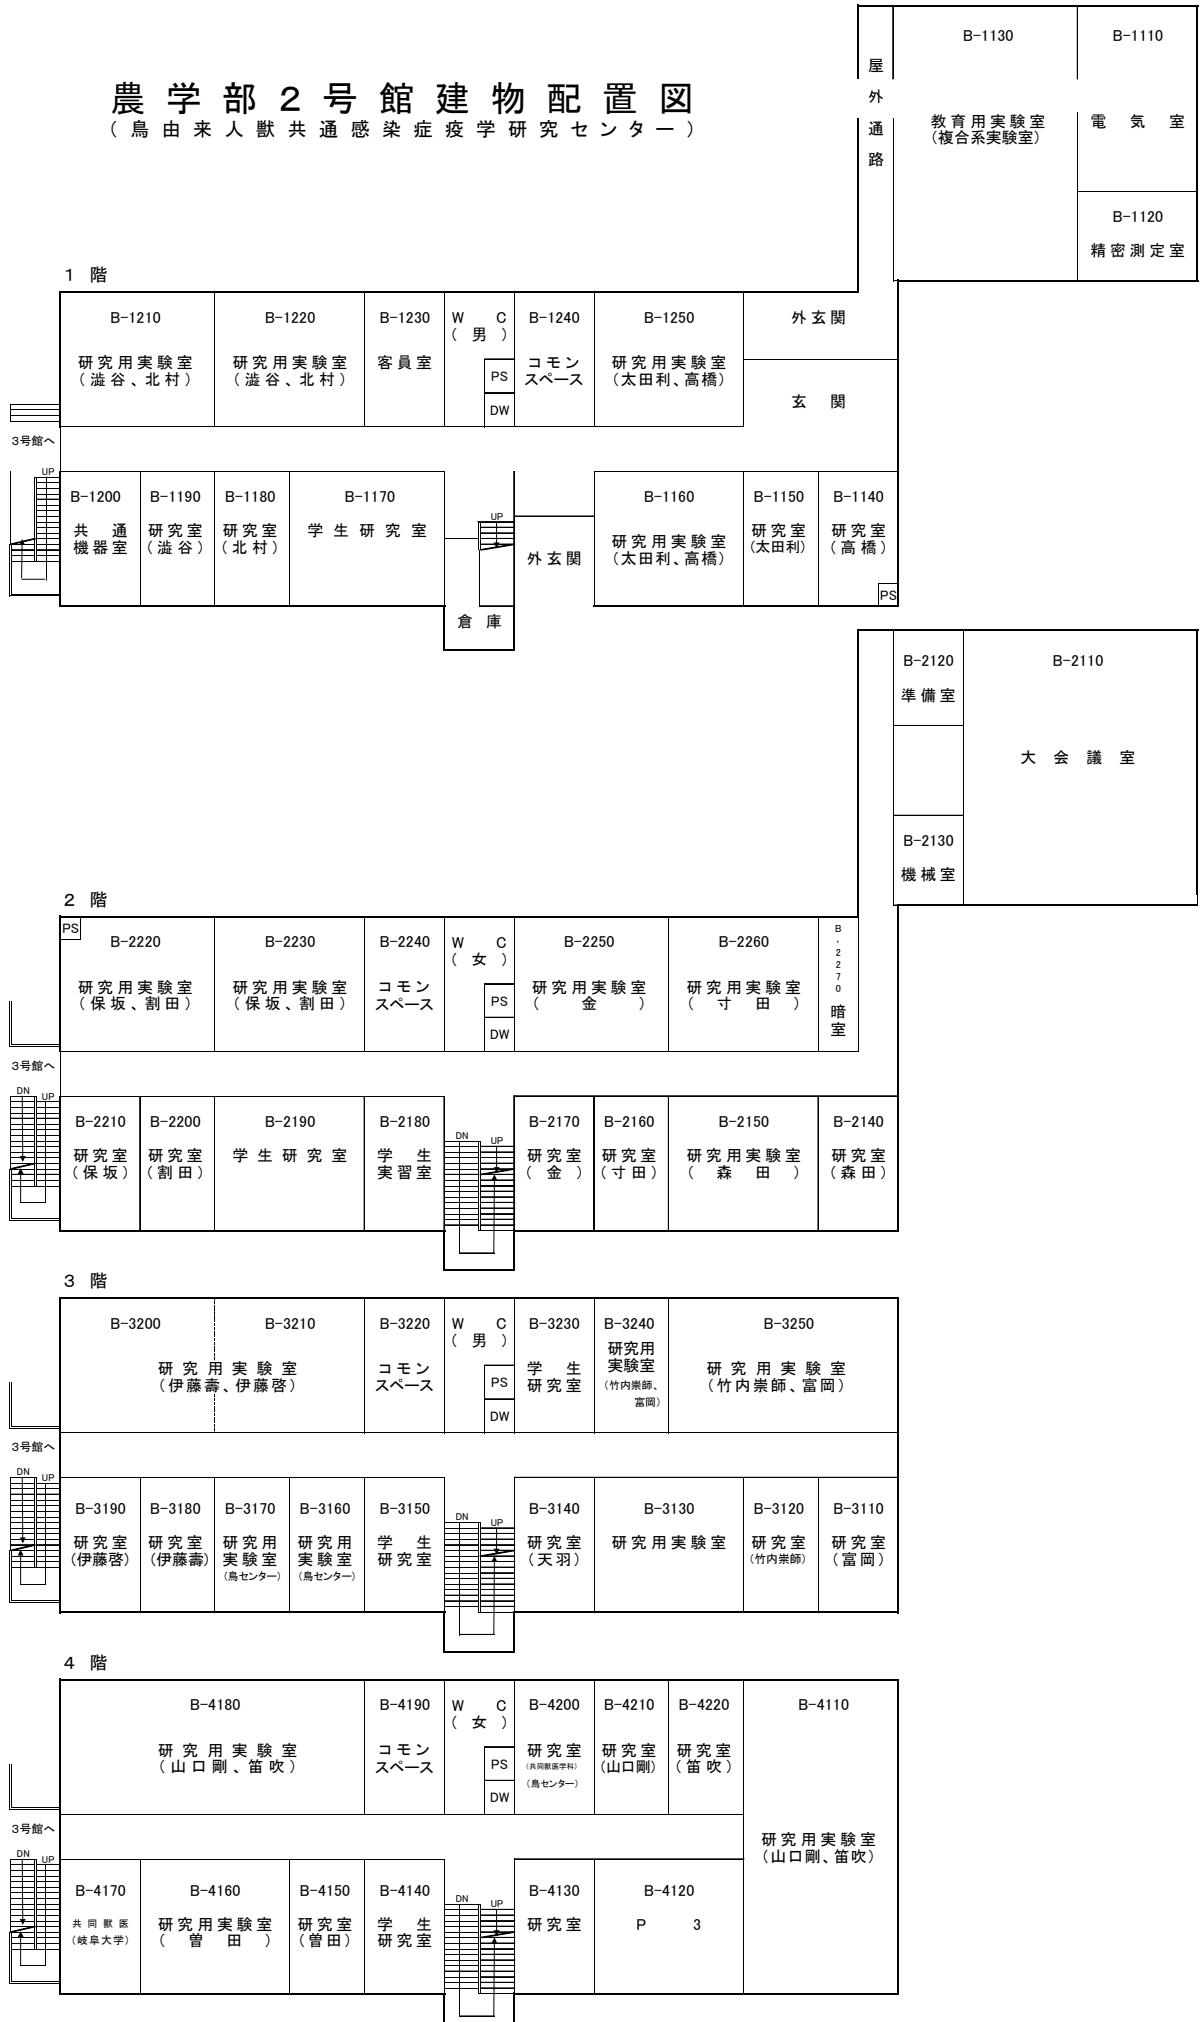 農学部２号館建物配置図
（鳥由来人獣共通感染症疫学研究センター）
屋外通路
B-1130
教育用実験室
（複合系実験室）
B-1110
電気室
B-1120
精密測定室
１階
B-1210
研究用実験室
（澁谷、北村）
B-1220
研究用実験室
（澁谷、北村）
B-1230
客員室
W C
（男）
PS
DW
B-1240
コモン
スペース
B-1250
研究用実験室
（太田利、高橋）
外玄関
玄関
3号館へ
UP
B-1200
共通
機器室
B-1190
研究室
（澁谷）
B-1180
研究室
（北村）
B-1170
学生研究室
UP
倉庫
外玄関
B-1160
研究用実験室
（太田利、高橋）
B-1150
研究室
（太田利）
B-1140
研究室
（高橋）
PS
B-2120
準備室
B-2110
大会議室
B-2130
機械室
２階
PS
B-2220
研究用実験室
（保坂、割田）
B-2230
研究用実験室
（保坂、割田）
B-2240
コモン
スペース
W C
（女）
PS
DW
B-2250
研究用実験室
（金）
B-2260
研究用実験室
（寸田）
B-2270
暗室
3号館へ
DN UP
B-2210
研究室
（保坂）
B-2200
研究室
（割田）
B-2190
学生研究室
B-2180
学生
実習室
DN UP
B-2170
研究室
（金）
B-2160
研究室
（寸田）
B-2150
研究用実験室
（森田）
B-2140
研究室
（森田）
３階
B-3200 B-3210
研究用実験室
（伊藤壽、伊藤啓）
B-3220
コモン
スペース
W C
（男）
PS
DW
B-3230
学生
研究室
B-3240
研究用
実験室
（竹内崇師、
富岡）
B-3250
研究用実験室
（竹内崇師、富岡）
3号館へ
DN UP
B-3190
研究室
（伊藤啓）
B-3180
研究室
（伊藤壽）
B-3170
研究用
実験室
（鳥センター）
B-3160
研究用
実験室
（鳥センター）
B-3150
学生
研究室
DN UP
B-3140
研究室
（天羽）
B-3130
研究用実験室
B-3120
研究室
（竹内崇師）
B-3110
研究室
（富岡）
４階
B-4180
研究用実験室
（山口剛、笛吹）
B-4190
コモン
スペース
W C
（女）
PS
DW
B-4200
研究室
（共同獣医学科）
（鳥センター）
B-4210
研究室
（山口剛）
B-4220
研究室
（笛吹）
B-4110
研究用実験室
（山口剛、笛吹）
3号館へ
DN UP
B-4170
共同獣医
（岐阜大学）
B-4160
研究用実験室
（曽田）
B-4150
研究室
（曽田）
B-4140
学生
研究室
DN UP
B-4130
研究室
B-4120
P 3